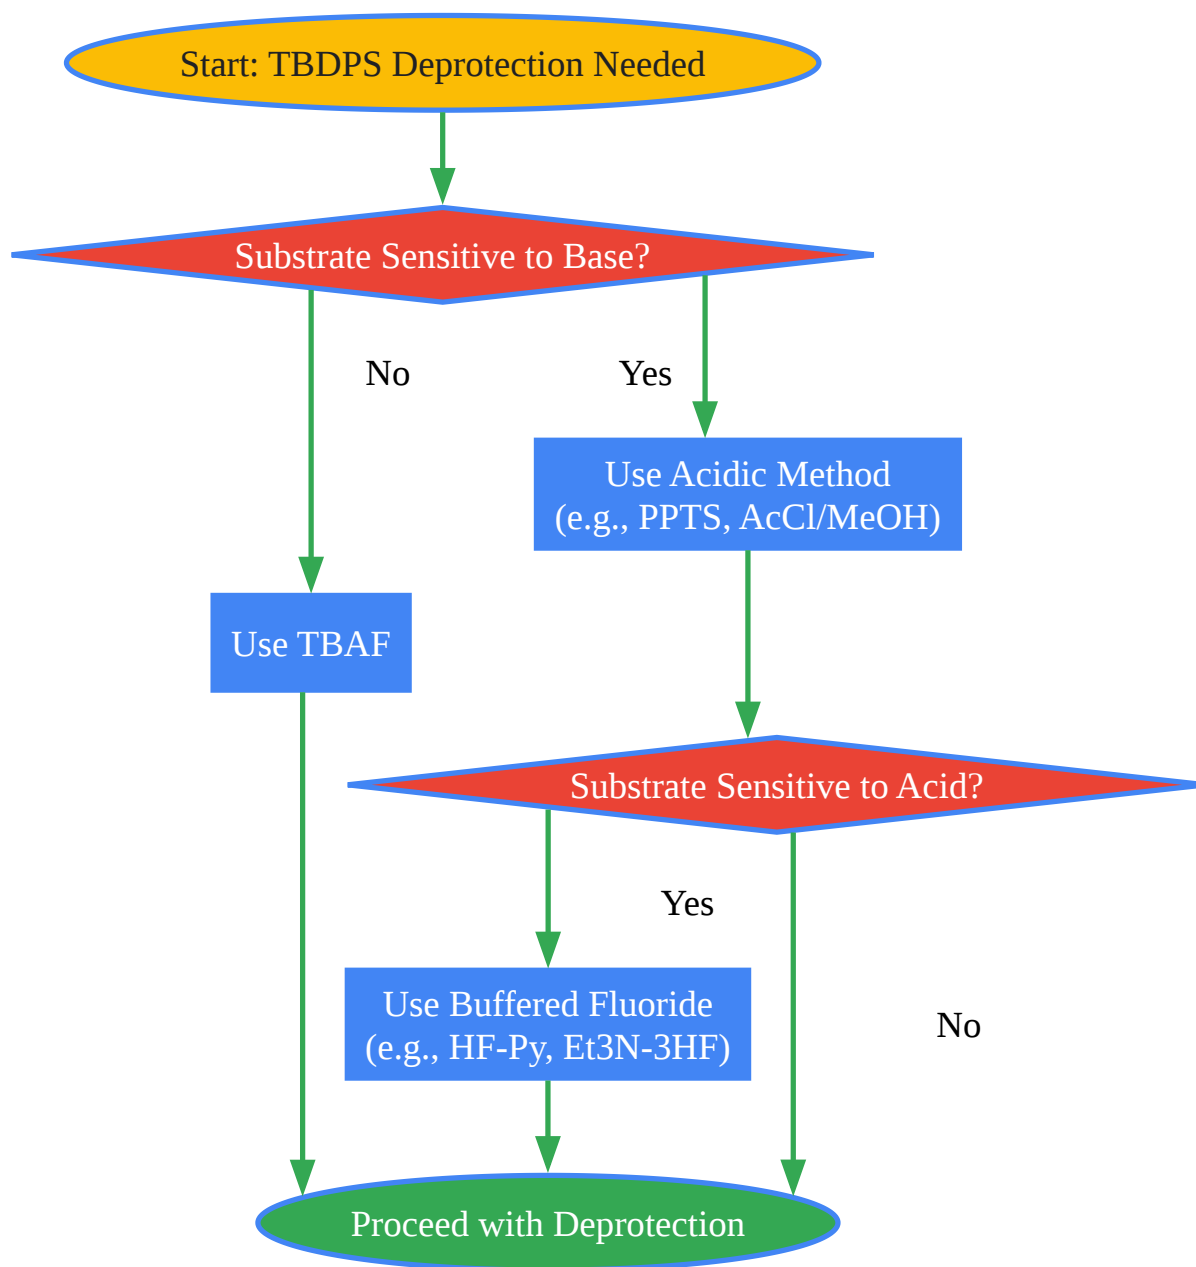 Start: TBDPS Deprotection Needed
Substrate Sensitive to Base?
No
Yes
Use Acidic Method
(e.g., PPTS, AcCl/MeOH)
Use TBAF
Substrate Sensitive to Acid?
Yes
Use Buffered Fluoride
(e.g., HF-Py, Et3N-3HF)
No
Proceed with Deprotection